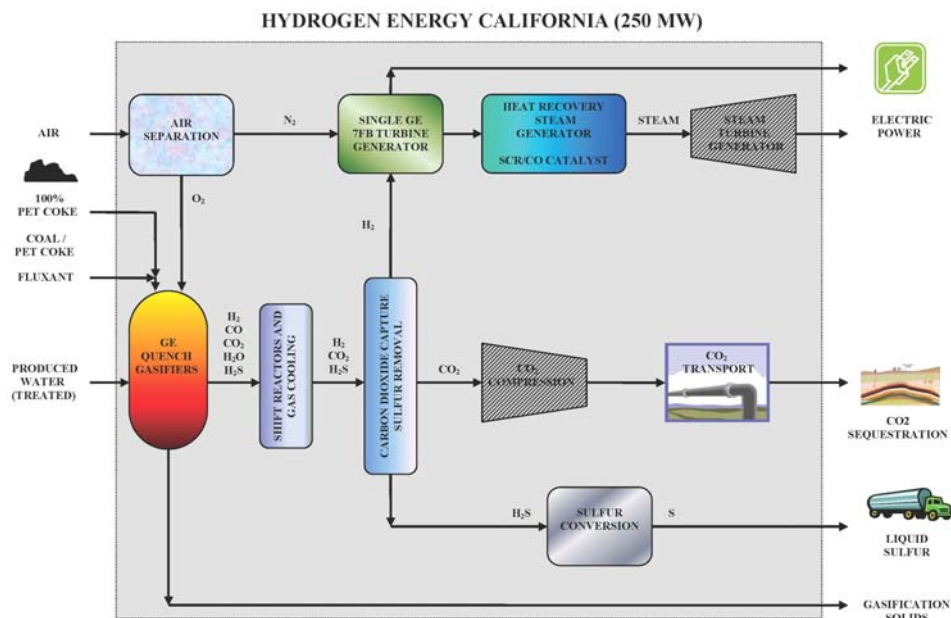 HYDROGEN ENERGY CALIFORNIA (250 MW)
AIR
AIR
SEPARATION
N₂
SINGLE GE
7FB TURBINE
GENERATOR
HEAT RECOVERY
STEAM
GENERATOR
SCR/CO CATALYST
STEAM
STEAM
TURBINE
GENERATOR
ELECTRIC
POWER
100%
PET COKE
O₂
H₂
COAL /
PET COKE
FLUXANT
PRODUCED
WATER
(TREATED)
GE
QUENCH
GASIFIERS
H₂
CO
CO₂
H₂O
H₂S
SHIFT REACTORS AND
GAS COOLING
H₂
CO₂
H₂S
CARBON DIOXIDE CAPTURE
SULFUR REMOVAL
CO₂
CO₂
COMPRESSION
CO₂
TRANSPORT
CO2
SEQUESTRATION
H₂S
SULFUR
CONVERSION
S
LIQUID
SULFUR
GASIFICATION
SOLIDS